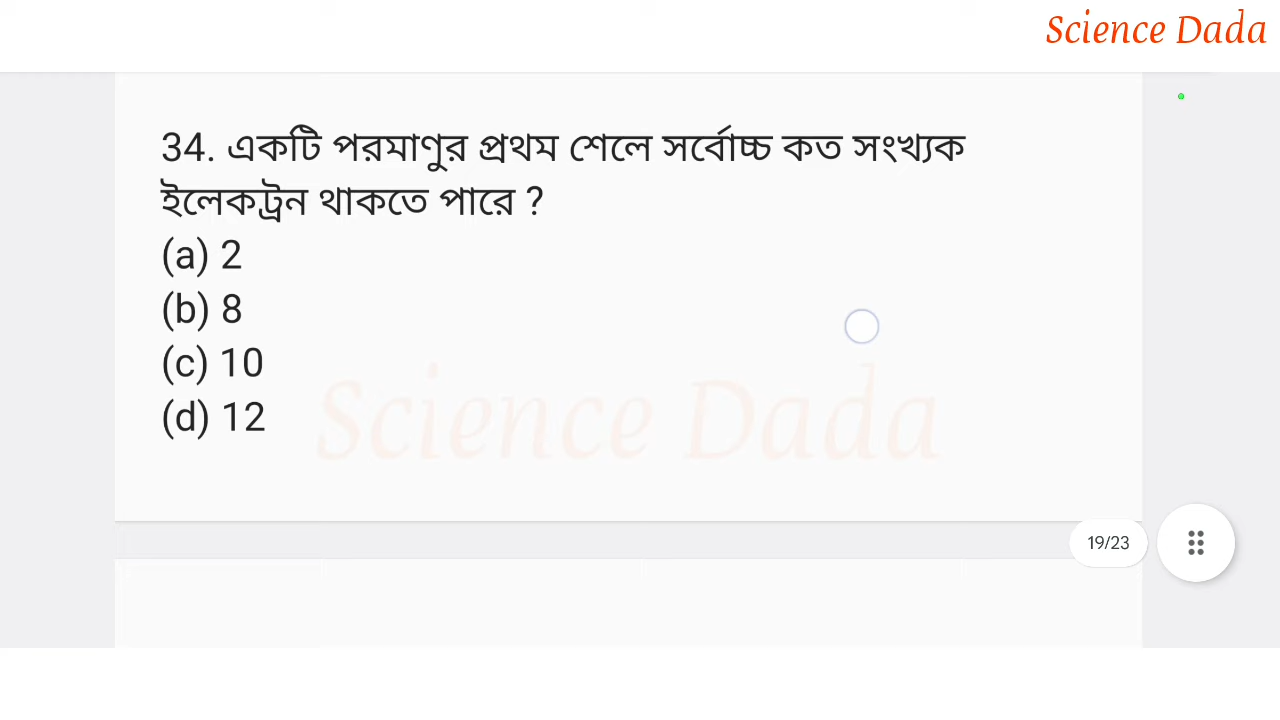 Science Dada
34. একটি পরমাণুর প্রথম শেলে সর্বোচ্চ কত সংখ্যক
ইলেকট্রন থাকতে পারে ?
(a) 2
(b) 8
(c) 10
(d) 12
Science Dada
19/23